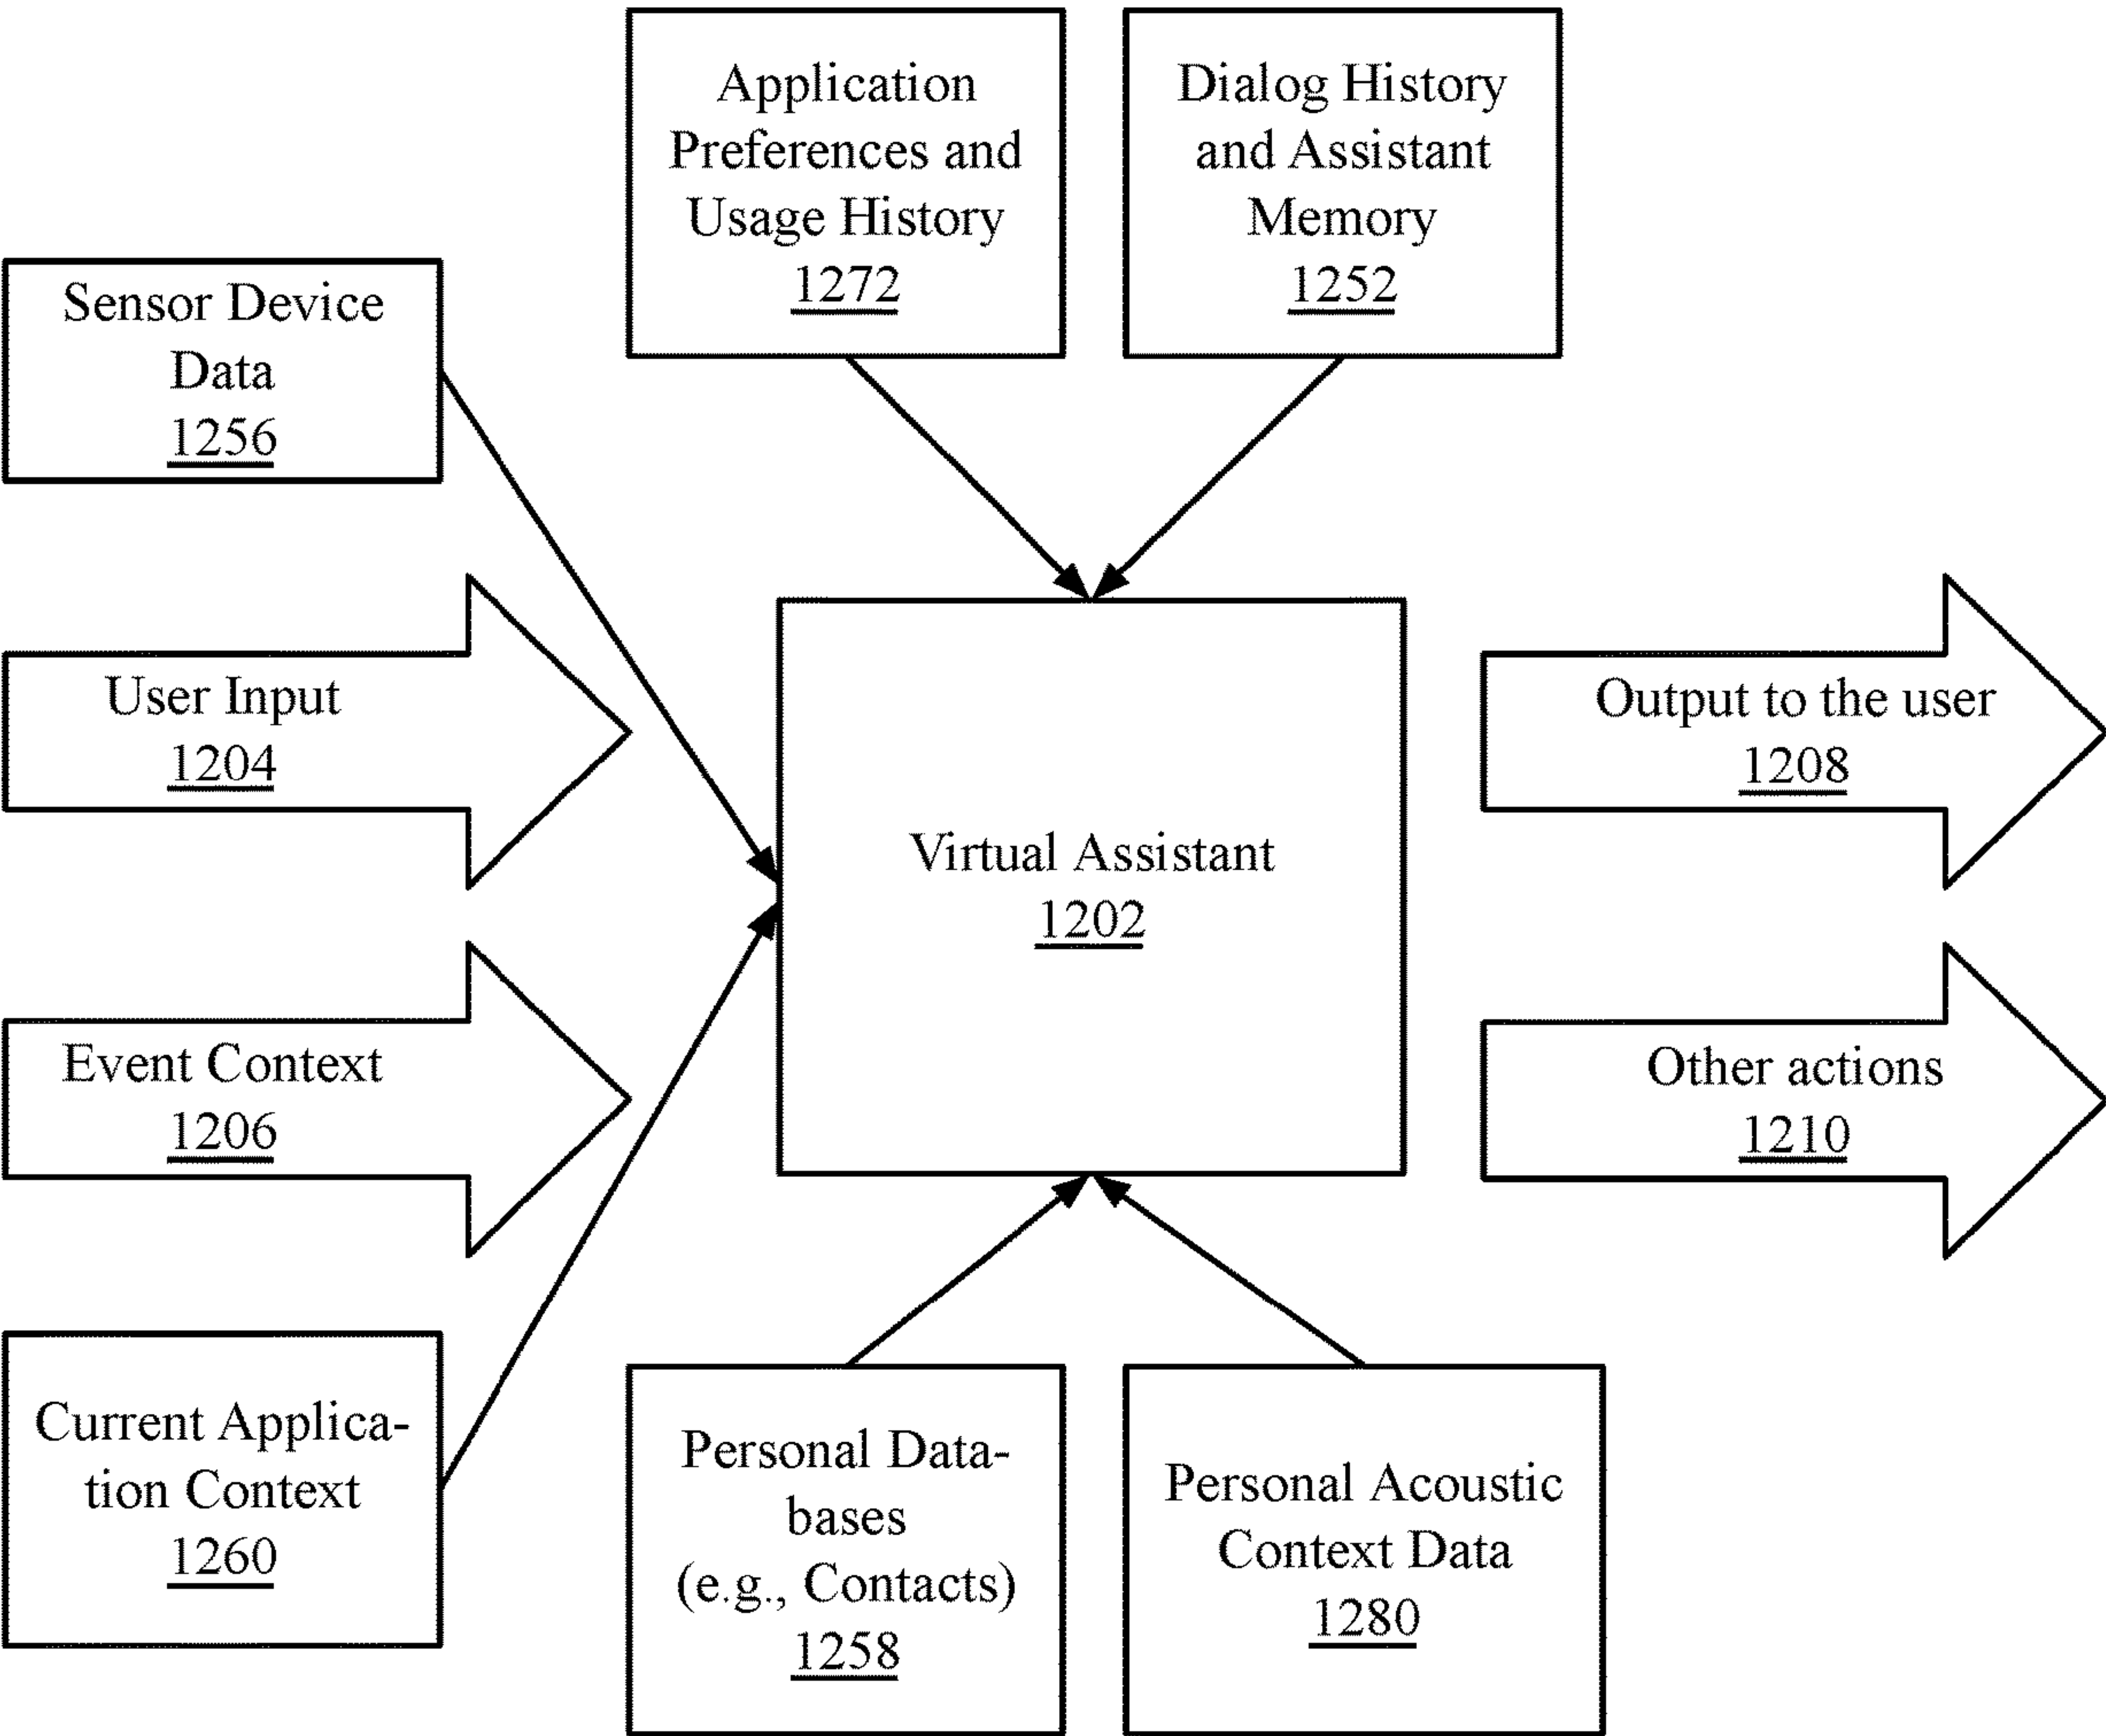 Application
Preferences and
Usage History
1272
Dialog History
and Assistant
Memory
1252
Sensor Device
Data
1256
User Input
1204
Event Context
1206
Current Applica-
tion Context
1260
Virtual Assistant
1202
Output to the user
1208
Other actions
1210
Personal Data-
bases
(e.g., Contacts)
1258
Personal Acoustic
Context Data
1280